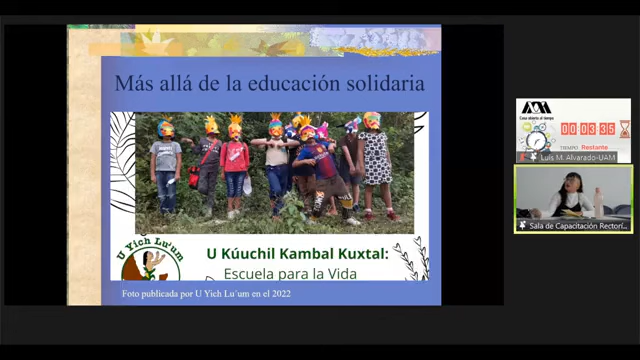 Más allá de la educación solidaria
U Yich Lu'um
U Kúuchil Kambal Kuxtal:
Escuela para la Vida
Foto publicada por U Yich Lu'um en el 2022
Casa abierta al tiempo
00:03:35
TIEMPO Restante
Luis M. Alvarado-UAM
Sala de Capacitación Rectorí...